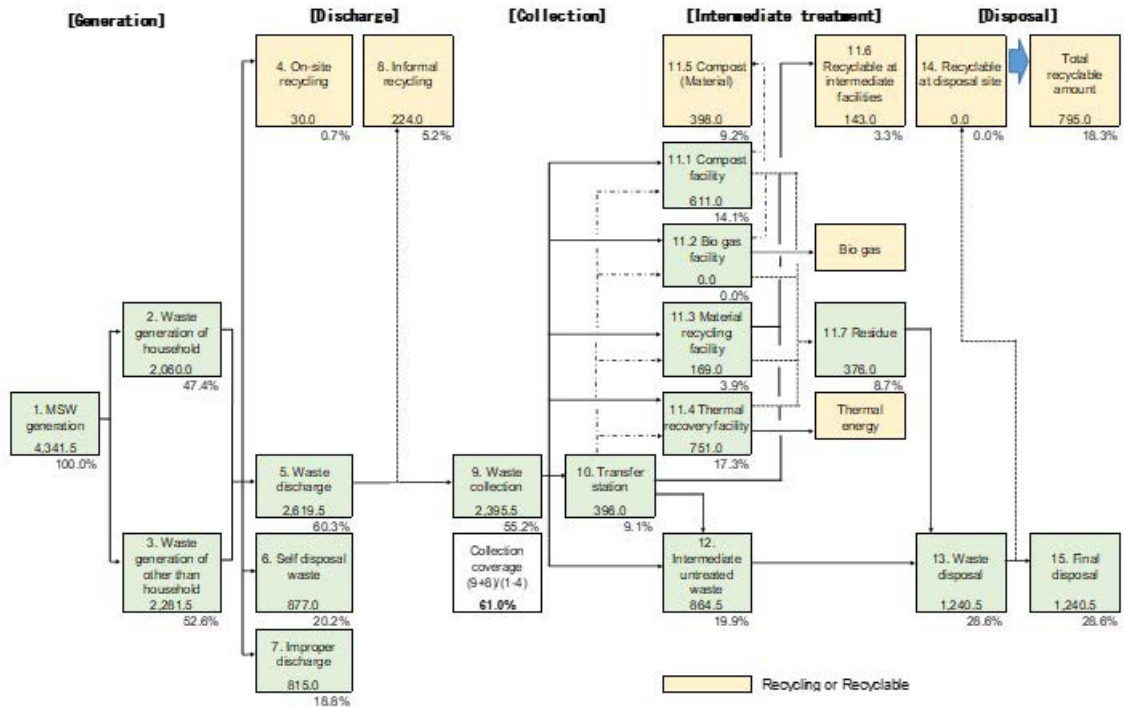 [Generation]
[Discharge]
[Collection]
[Intermediate treatment]
[Disposal]
4. On-site
recycling
30.0
0.7%
8. Informal
recycling
224.0
5.2%
11.5 Compost
(Material)
398.0
9.2%
11.6
Recyclable at
intermediate
facilities
143.0
3.3%
14. Recyclable
at disposal site
0.0
0.0%
Total
recyclable
amount
795.0
18.3%
11.1 Compost
facility
611.0
14.1%
11.2 Bio gas
facility
0.0
0.0%
Bio gas
2. Waste
generation of
household
2,060.0
47.4%
11.3 Material
recycling
facility
169.0
3.9%
11.7 Residue
376.0
8.7%
1. MSW
generation
4,341.5
100.0%
11.4 Thermal
recovery facility
751.0
17.3%
Thermal
energy
5. Waste
discharge
2,619.5
60.3%
9. Waste
collection
2,395.5
55.2%
10. Transfer
station
396.0
9.1%
3. Waste
generation of
other than
household
2,281.5
52.6%
6. Self disposal
waste
877.0
20.2%
Collection
coverage
(9+8)/(1-4)
61.0%
12.
Intermediate
untreated
waste
864.5
19.9%
13. Waste
disposal
1,240.5
28.6%
15. Final
disposal
1,240.5
28.6%
7. Improper
discharge
815.0
18.8%
Recycling or Recyclable